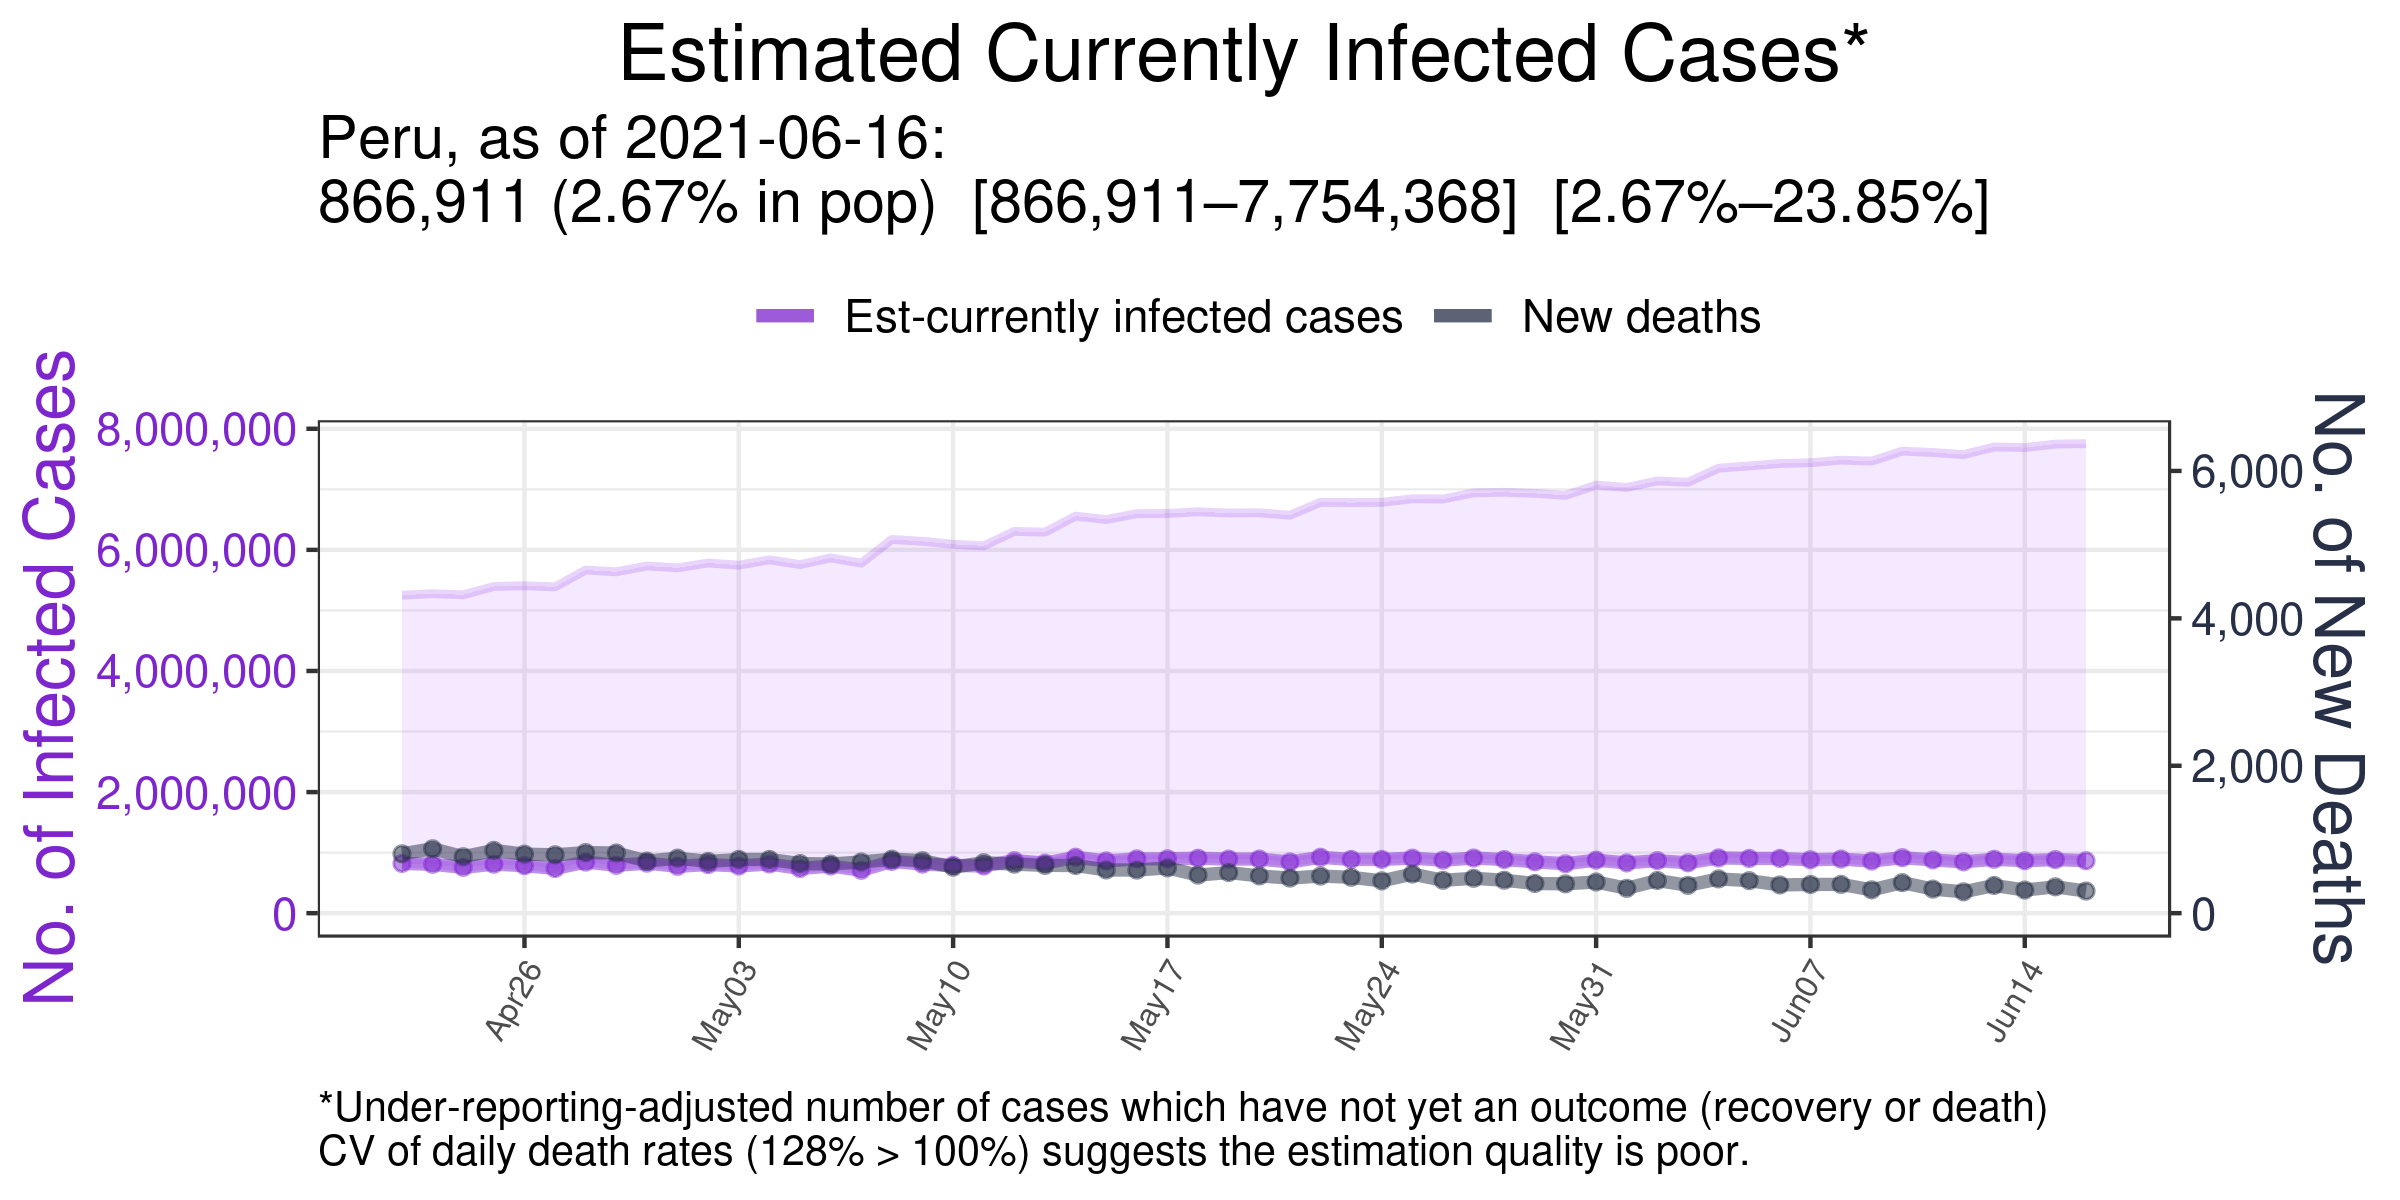 Estimated Currently Infected Cases*
Peru, as of 2021-06-16:
866,911 (2.67% in pop)  [866,911–7,754,368]  [2.67%–23.85%]
Est-currently infected cases
New deaths
No. of Infected Cases
8,000,000
6,000,000
4,000,000
2,000,000
0
6,000
4,000
2,000
0
No. of New Deaths
Apr26
May03
May10
May17
May24
May31
Jun07
Jun14
*Under-reporting-adjusted number of cases which have not yet an outcome (recovery or death)
CV of daily death rates (128% > 100%) suggests the estimation quality is poor.